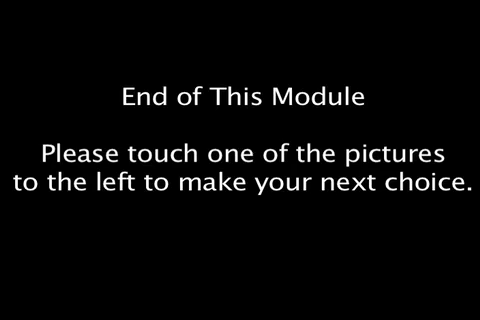 End of This Module
Please touch one of the pictures
to the left to make your next choice.